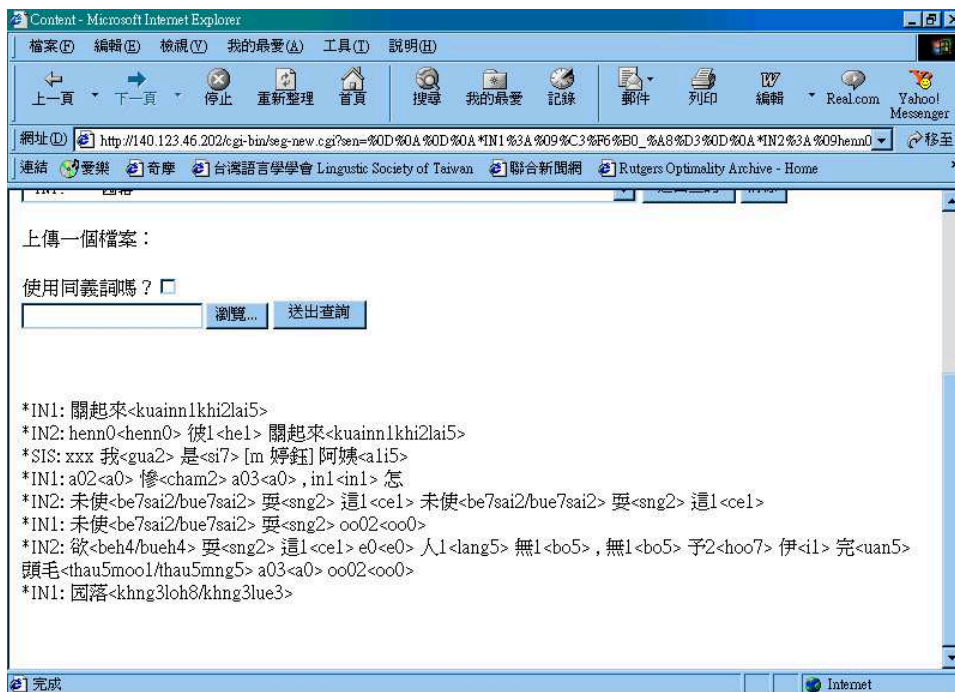 Content - Microsoft Internet Explorer
檔案(F) 編輯(E) 檢視(V) 我的最愛(A) 工具(T) 說明(H)
上一頁 下一頁 停止 重新整理 首頁 搜尋 我的最愛 記錄 郵件 列印 編輯 Real.com Yahoo! Messenger
網址(D) http://140.123.46.202/cgi-bin/seg-new.cgi?sen=%0D%0A%0D%0A*IN1%3A%09%C3%F6%B0_%A8%D3%0D%0A*IN2%3A%09henn0 移至
連結 愛樂 奇摩 台灣語言學學會 Lingustic Society of Taiwan 聯合新聞網 Rutgers Optimality Archive - Home
上傳一個檔案：
使用同義詞嗎？
瀏覽... 送出查詢
*IN1: 關起來<kuainn1khi2lai5>
*IN2: henn0<henn0> 彼1<he1> 關起來<kuainn1khi2lai5>
*SIS: xxx 我<gua2> 是<si7> [m 婷鈺] 阿姨<a1i5>
*IN1: a02<a0> 慘<cham2> a03<a0> , in1<in1> 怎
*IN2: 未使<be7sai2/bue7sai2> 耍<sng2> 這1<ce1> 未使<be7sai2/bue7sai2> 耍<sng2> 這1<ce1>
*IN1: 未使<be7sai2/bue7sai2> 耍<sng2> oo02<oo0>
*IN2: 欲<beh4/bueh4> 耍<sng2> 這1<ce1> e0<e0> 人1<lang5> 無1<bo5> , 無1<bo5> 予2<hoo7> 伊<i1> 完<uan5>
頭毛<thau5moo1/thau5mng5> a03<a0> oo02<oo0>
*IN1: 园落<khng3loh8/khng3lue3>
完成 Internet